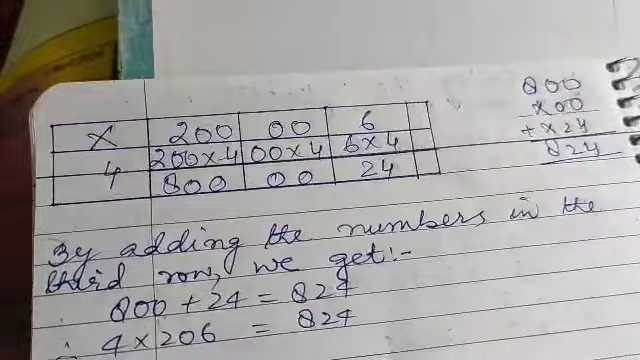 × 200 00 6
4 200×4 00×4 6×4
800 00 24
800
×00
+×24
824
By adding the numbers in the
third row, we get:-
800 + 24 = 824
∴ 4×206 = 824